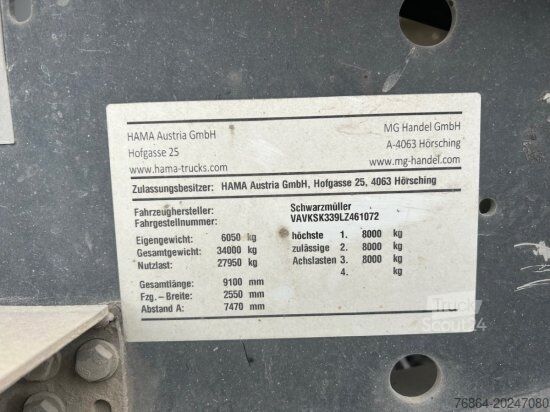 HAMA Austria GmbH MG Handel GmbH
Hofgasse 25 A-4063 Hörsching
www.hama-trucks.com www.mg-handel.com
Zulassungsbesitzer: HAMA Austria GmbH, Hofgasse 25, 4063 Hörsching
Fahrzeughersteller: Schwarzmüller
Fahrgestellnummer: VAVKSK339LZ461072
Eigengewicht: 6050 kg höchste 1. 8000 kg
Gesamtgewicht: 34000 kg zulässige 2. 8000 kg
Nutzlast: 27950 kg Achslasten 3. 8000 kg
4. kg
Gesamtlänge: 9100 mm
Fzg.- Breite: 2550 mm
Abstand A: 7470 mm
Truck
Scout24
76864-20247080